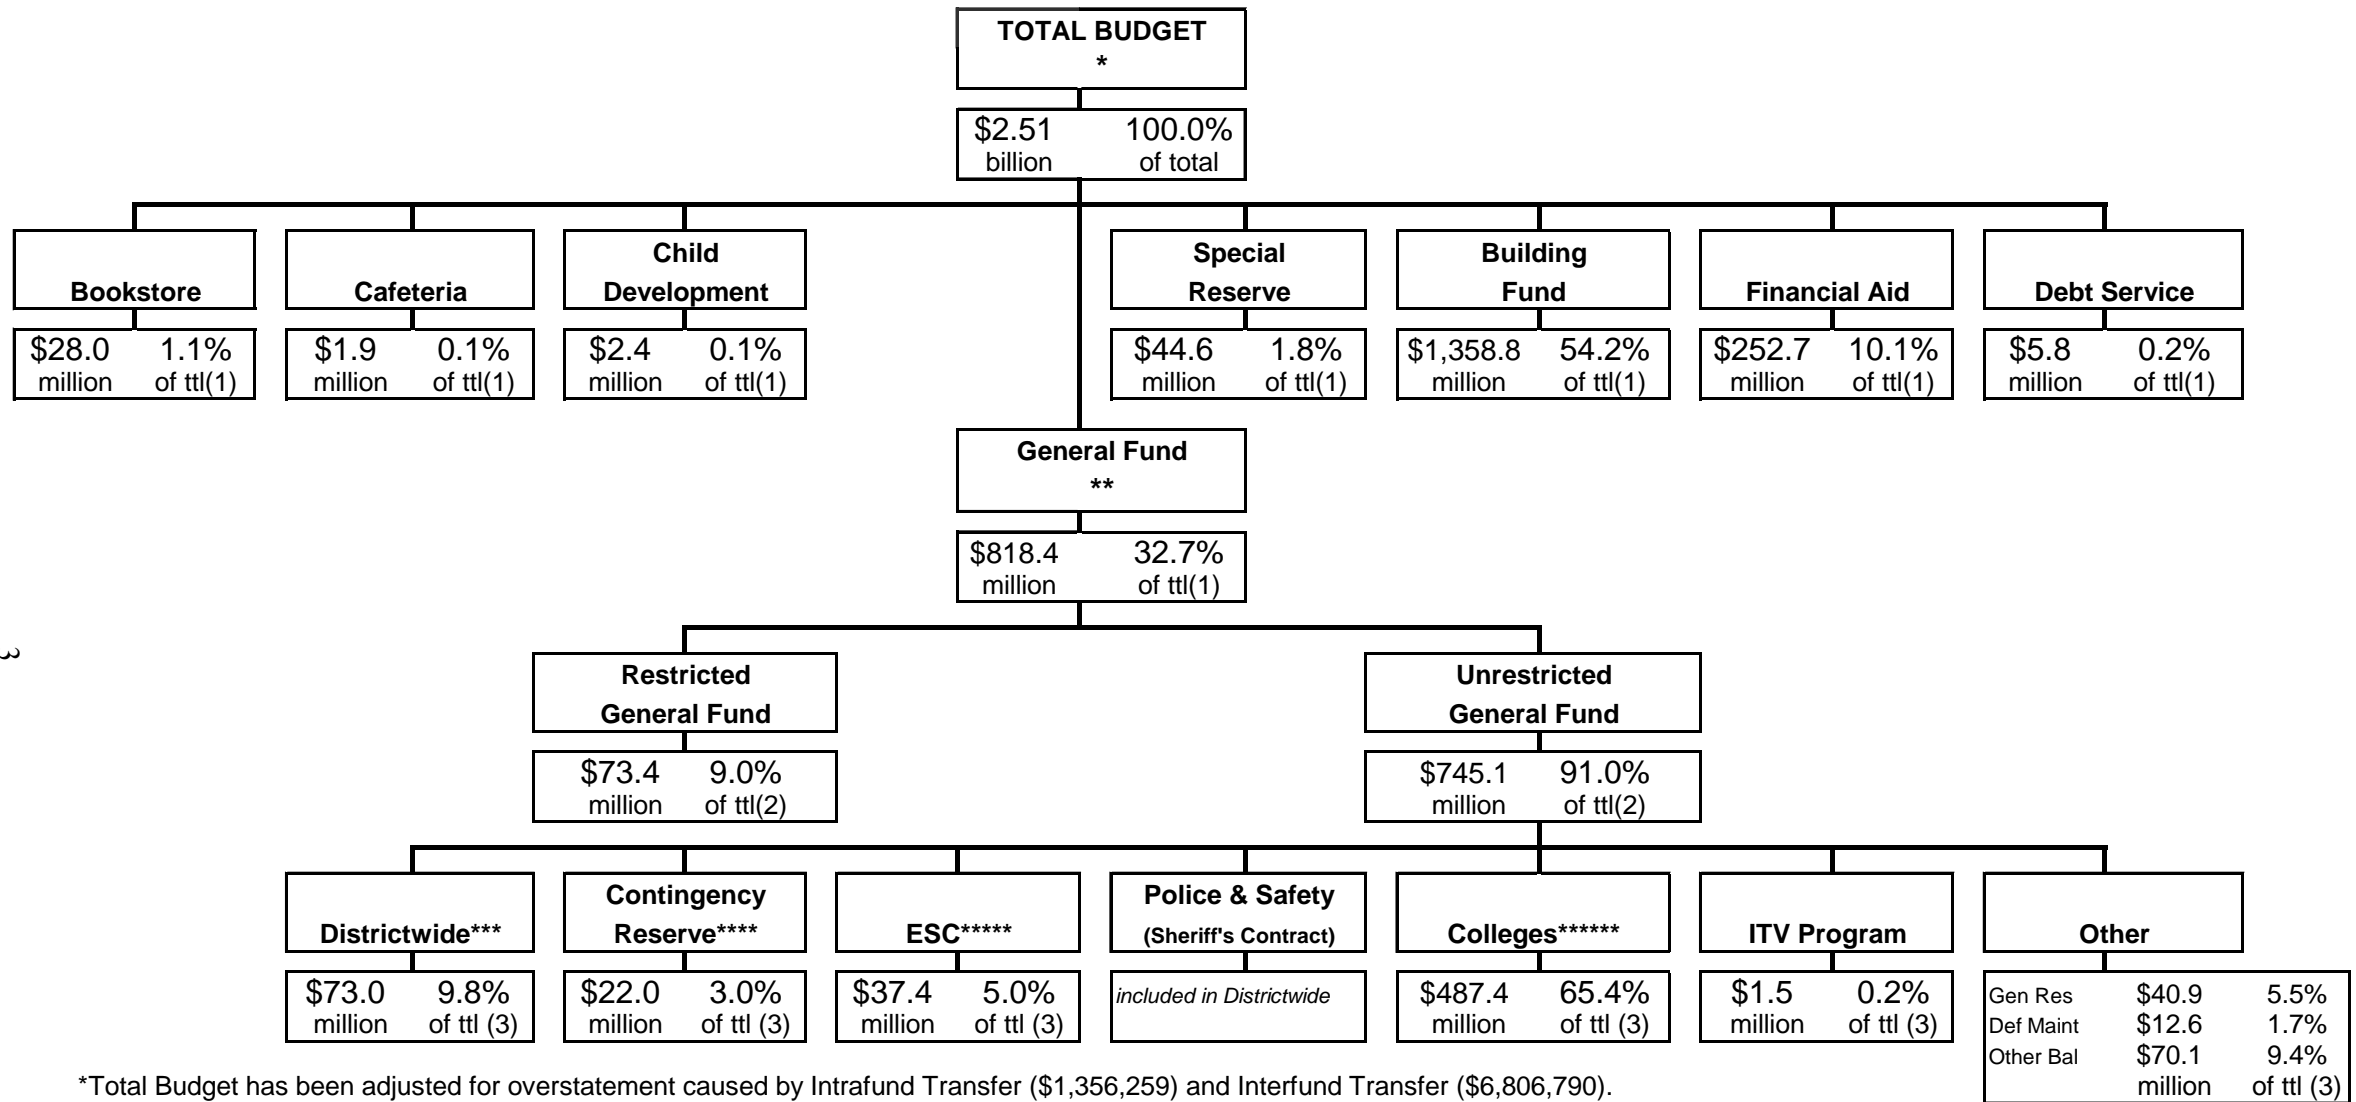 TOTAL BUDGET
*
$2.51 100.0%
billion of total
Bookstore
$28.0 1.1%
million of ttl(1)
Cafeteria
$1.9 0.1%
million of ttl(1)
Child
Development
$2.4 0.1%
million of ttl(1)
Special
Reserve
$44.6 1.8%
million of ttl(1)
Building
Fund
$1,358.8 54.2%
million of ttl(1)
Financial Aid
$252.7 10.1%
million of ttl(1)
Debt Service
$5.8 0.2%
million of ttl(1)
General Fund
**
$818.4 32.7%
million of ttl(1)
3
Restricted
General Fund
$73.4 9.0%
million of ttl(2)
Unrestricted
General Fund
$745.1 91.0%
million of ttl(2)
Districtwide***
$73.0 9.8%
million of ttl (3)
Contingency
Reserve****
$22.0 3.0%
million of ttl (3)
ESC*****
$37.4 5.0%
million of ttl (3)
Police & Safety
(Sheriff's Contract)
included in Districtwide
Colleges******
$487.4 65.4%
million of ttl (3)
ITV Program
$1.5 0.2%
million of ttl (3)
Other
Gen Res $40.9 5.5%
Def Maint $12.6 1.7%
Other Bal $70.1 9.4%
million of ttl (3)
*Total Budget has been adjusted for overstatement caused by Intrafund Transfer ($1,356,259) and Interfund Transfer ($6,806,790).